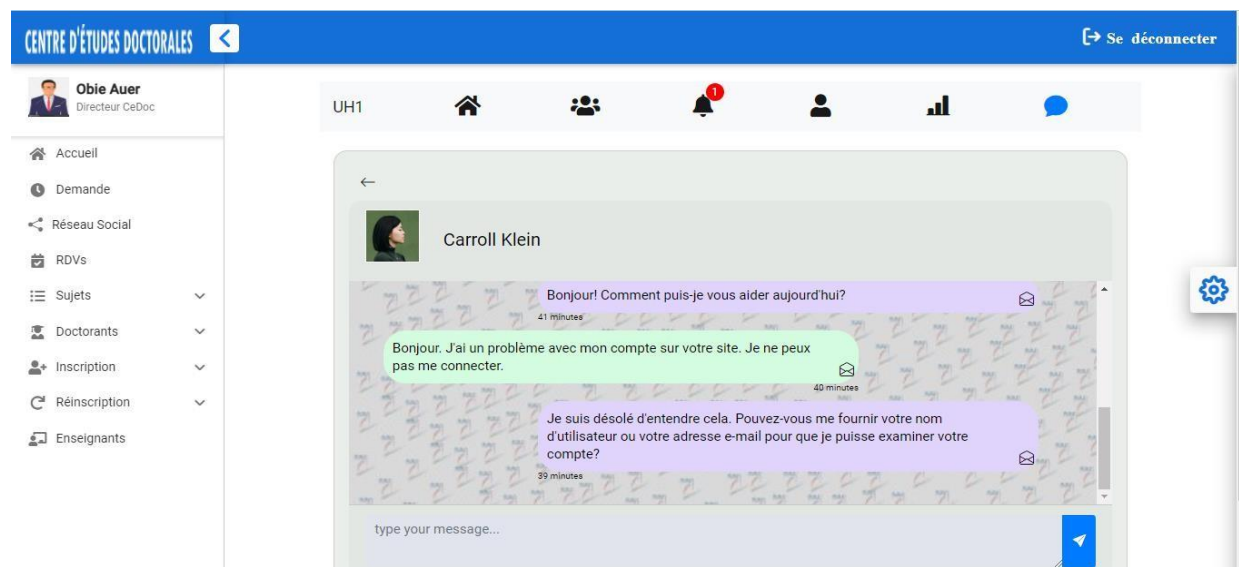 CENTRE D'ÉTUDES DOCTORALES
Se déconnecter
Obie Auer
Directeur CeDoc
Accueil
Demande
Réseau Social
RDVs
Sujets
Doctorants
Inscription
Réinscription
Enseignants
UH1
1
Carroll Klein
Bonjour! Comment puis-je vous aider aujourd'hui?
41 minutes
Bonjour. J'ai un problème avec mon compte sur votre site. Je ne peux
pas me connecter.
40 minutes
Je suis désolé d'entendre cela. Pouvez-vous me fournir votre nom
d'utilisateur ou votre adresse e-mail pour que je puisse examiner votre
compte?
39 minutes
type your message...